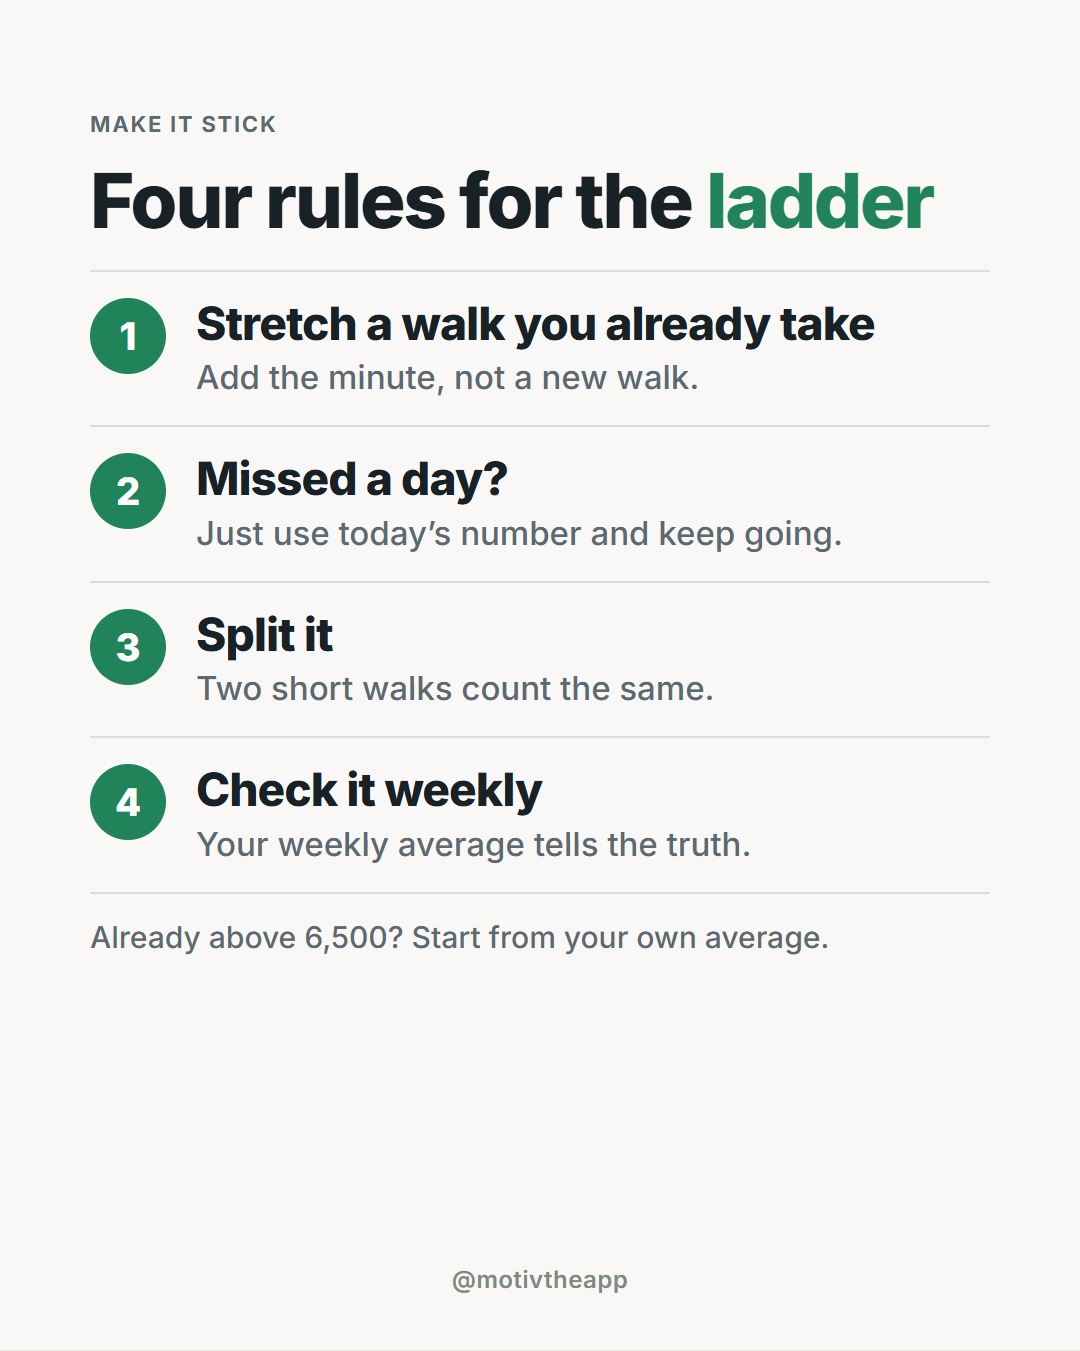 MAKE IT STICK
Four rules for the ladder
1
Stretch a walk you already take
Add the minute, not a new walk.
2
Missed a day?
Just use today’s number and keep going.
3
Split it
Two short walks count the same.
4
Check it weekly
Your weekly average tells the truth.
Already above 6,500? Start from your own average.
@motivtheapp